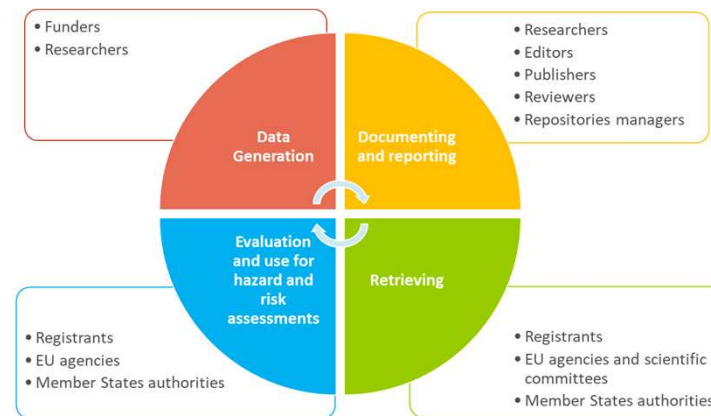 • Funders
• Researchers
• Researchers
• Editors
• Publishers
• Reviewers
• Repositories managers
Data
Generation
Documenting
and reporting
Evaluation
and use for
hazard and
risk
assessments
Retrieving
• Registrants
• EU agencies
• Member States authorities
• Registrants
• EU agencies and scientific
committees
• Member States authorities